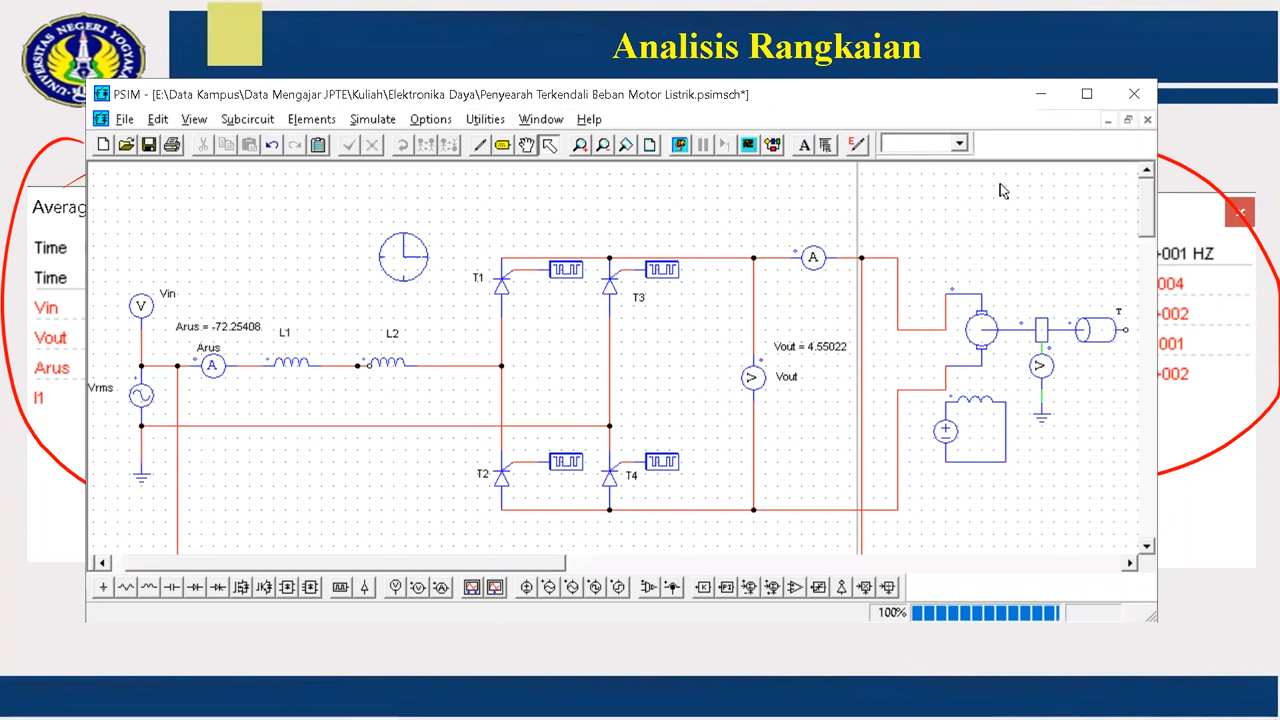 UNIVERSITAS NEGERI YOGYAKARTA
Analisis Rangkaian
PSIM - [E:\Data Kampus\Data Mengajar JPTE\Kuliah\Elektronika Daya\Penyearah Terkendali Beban Motor Listrik.psimsch*]
File Edit View Subcircuit Elements Simulate Options Utilities Window Help
Averag
Time
Time
Vin
Vout
Arus
I1
+001 HZ
004
+002
001
+002
T1
T3
Vin
V
Arus = -72.25408
Arus
A
L1
L2
Vrms
A
Vout = 4.55022
Vout
V
T
V
T2
T4
100%